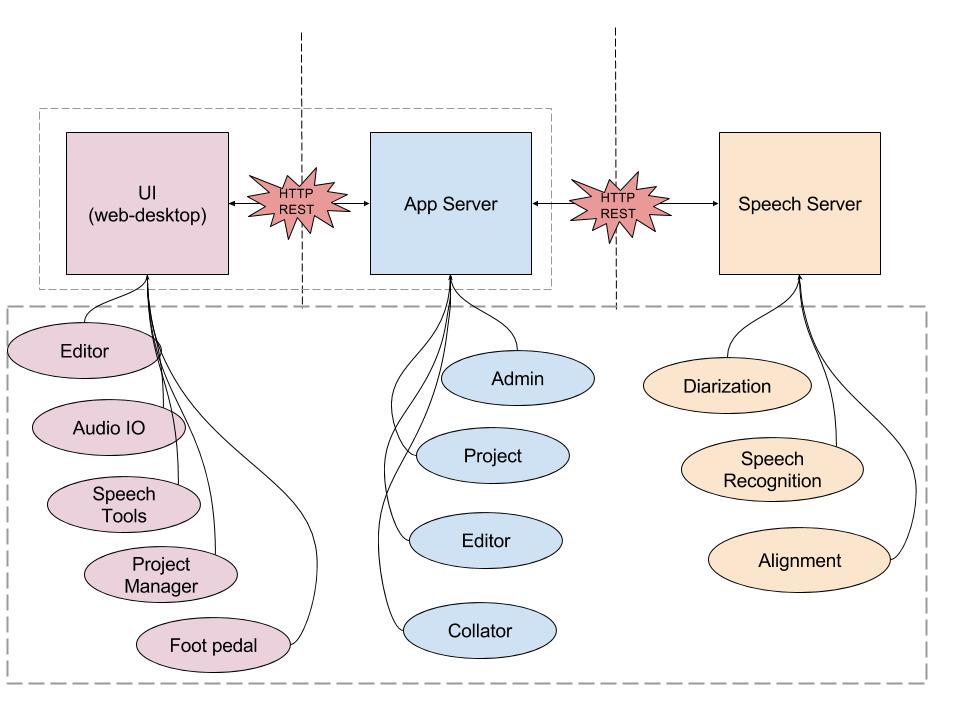 UI
(web-desktop)
HTTP
REST
App Server
HTTP
REST
Speech Server
Editor
Audio IO
Speech
Tools
Project
Manager
Foot pedal
Admin
Project
Editor
Collator
Diarization
Speech
Recognition
Alignment